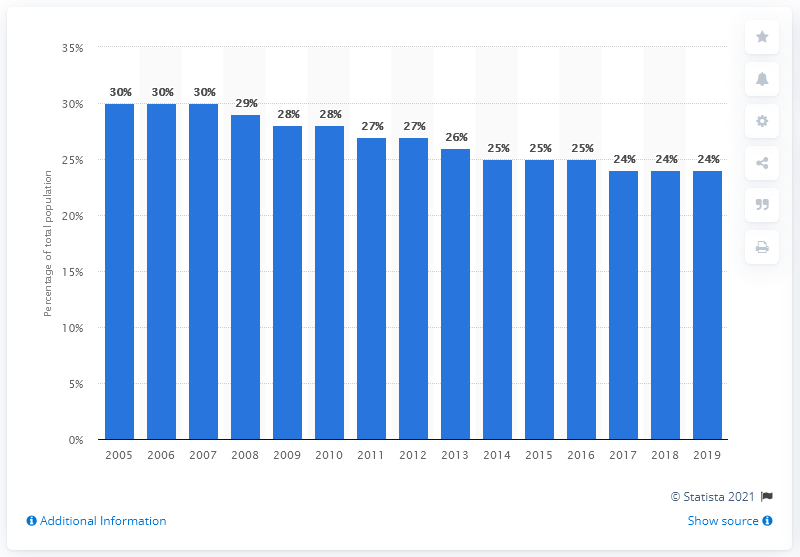 35%
30%
25%
20%
15%
10%
5%
0%
Percentage of total population
30% 30% 30% 29% 28% 28% 27% 27% 26% 25% 25% 25% 24% 24% 24%
2005 2006 2007 2008 2009 2010 2011 2012 2013 2014 2015 2016 2017 2018 2019
© Statista 2021
Additional Information
Show source